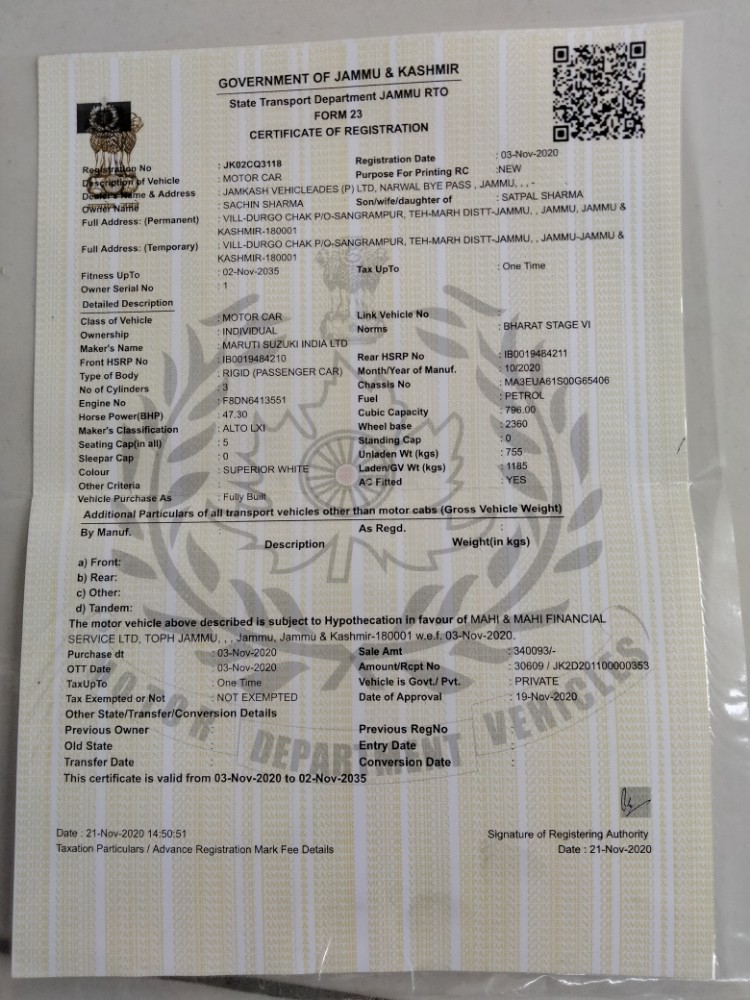 GOVERNMENT OF JAMMU & KASHMIR
State Transport Department JAMMU RTO
FORM 23
CERTIFICATE OF REGISTRATION
Registration No : JK02CQ3118 Registration Date : 03-Nov-2020
Description of Vehicle : MOTOR CAR Purpose For Printing RC :NEW
Dealer's Name & Address : JAMKASH VEHICLEADES (P) LTD, NARWAL BYE PASS , JAMMU, , , -
Owner Name : SACHIN SHARMA Son/wife/daughter of : SATPAL SHARMA
Full Address: (Permanent) : VILL-DURGO CHAK P/O-SANGRAMPUR, TEH-MARH DISTT-JAMMU, , JAMMU, JAMMU &
KASHMIR-180001
Full Address: (Temporary) : VILL-DURGO CHAK P/O-SANGRAMPUR, TEH-MARH DISTT-JAMMU, , JAMMU-JAMMU &
KASHMIR-180001
Fitness UpTo : 02-Nov-2035 Tax UpTo : One Time
Owner Serial No : 1
Detailed Description
Class of Vehicle : MOTOR CAR Link Vehicle No :
Ownership : INDIVIDUAL Norms : BHARAT STAGE VI
Maker's Name : MARUTI SUZUKI INDIA LTD
Front HSRP No : IB0019484210 Rear HSRP No : IB0019484211
Type of Body : RIGID (PASSENGER CAR) Month/Year of Manuf. : 10/2020
No of Cylinders : 3 Chassis No : MA3EUA61S00G65406
Engine No : F8DN6413551 Fuel : PETROL
Horse Power(BHP) : 47.30 Cubic Capacity : 796.00
Maker's Classification : ALTO LXI Wheel base : 2360
Seating Cap(in all) : 5 Standing Cap : 0
Sleepar Cap : 0 Unladen Wt (kgs) : 755
Colour : SUPERIOR WHITE Laden/GV Wt (kgs) : 1185
Other Criteria AC Fitted : YES
Vehicle Purchase As : Fully Built
Additional Particulars of all transport vehicles other than motor cabs (Gross Vehicle Weight)
By Manuf. : As Regd. :
Description Weight(in kgs)
a) Front:
b) Rear:
c) Other:
d) Tandem:
The motor vehicle above described is subject to Hypothecation in favour of MAHI & MAHI FINANCIAL
SERVICE LTD, TOPH JAMMU, , , Jammu, Jammu & Kashmir-180001 w.e.f. 03-Nov-2020.
Purchase dt : 03-Nov-2020 Sale Amt : 340093/-
OTT Date : 03-Nov-2020 Amount/Rcpt No : 30609 / JK2D201100000353
TaxUpTo : One Time Vehicle is Govt./ Pvt. : PRIVATE
Tax Exempted or Not : NOT EXEMPTED Date of Approval : 19-Nov-2020
Other State/Transfer/Conversion Details
Previous Owner : Previous RegNo :
Old State : Entry Date :
Transfer Date : Conversion Date :
This certificate is valid from 03-Nov-2020 to 02-Nov-2035
MOTOR VEHICLES DEPARTMENT
Date : 21-Nov-2020 14:50:51 Signature of Registering Authority
Taxation Particulars / Advance Registration Mark Fee Details Date : 21-Nov-2020